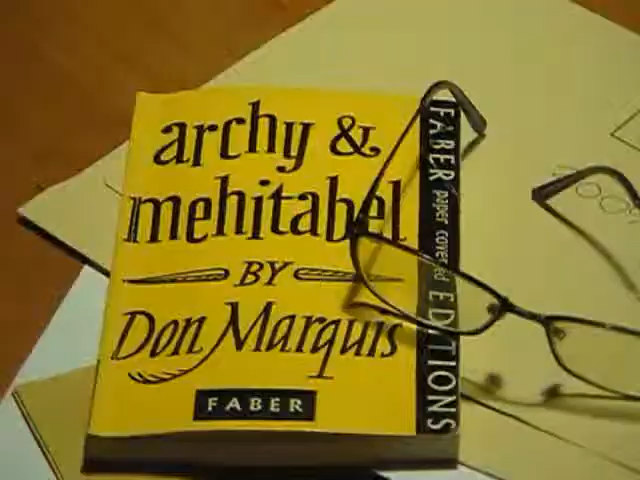 archy &
mehitabel
BY
Don Marquis
FABER
FABER paper covered EDITIONS